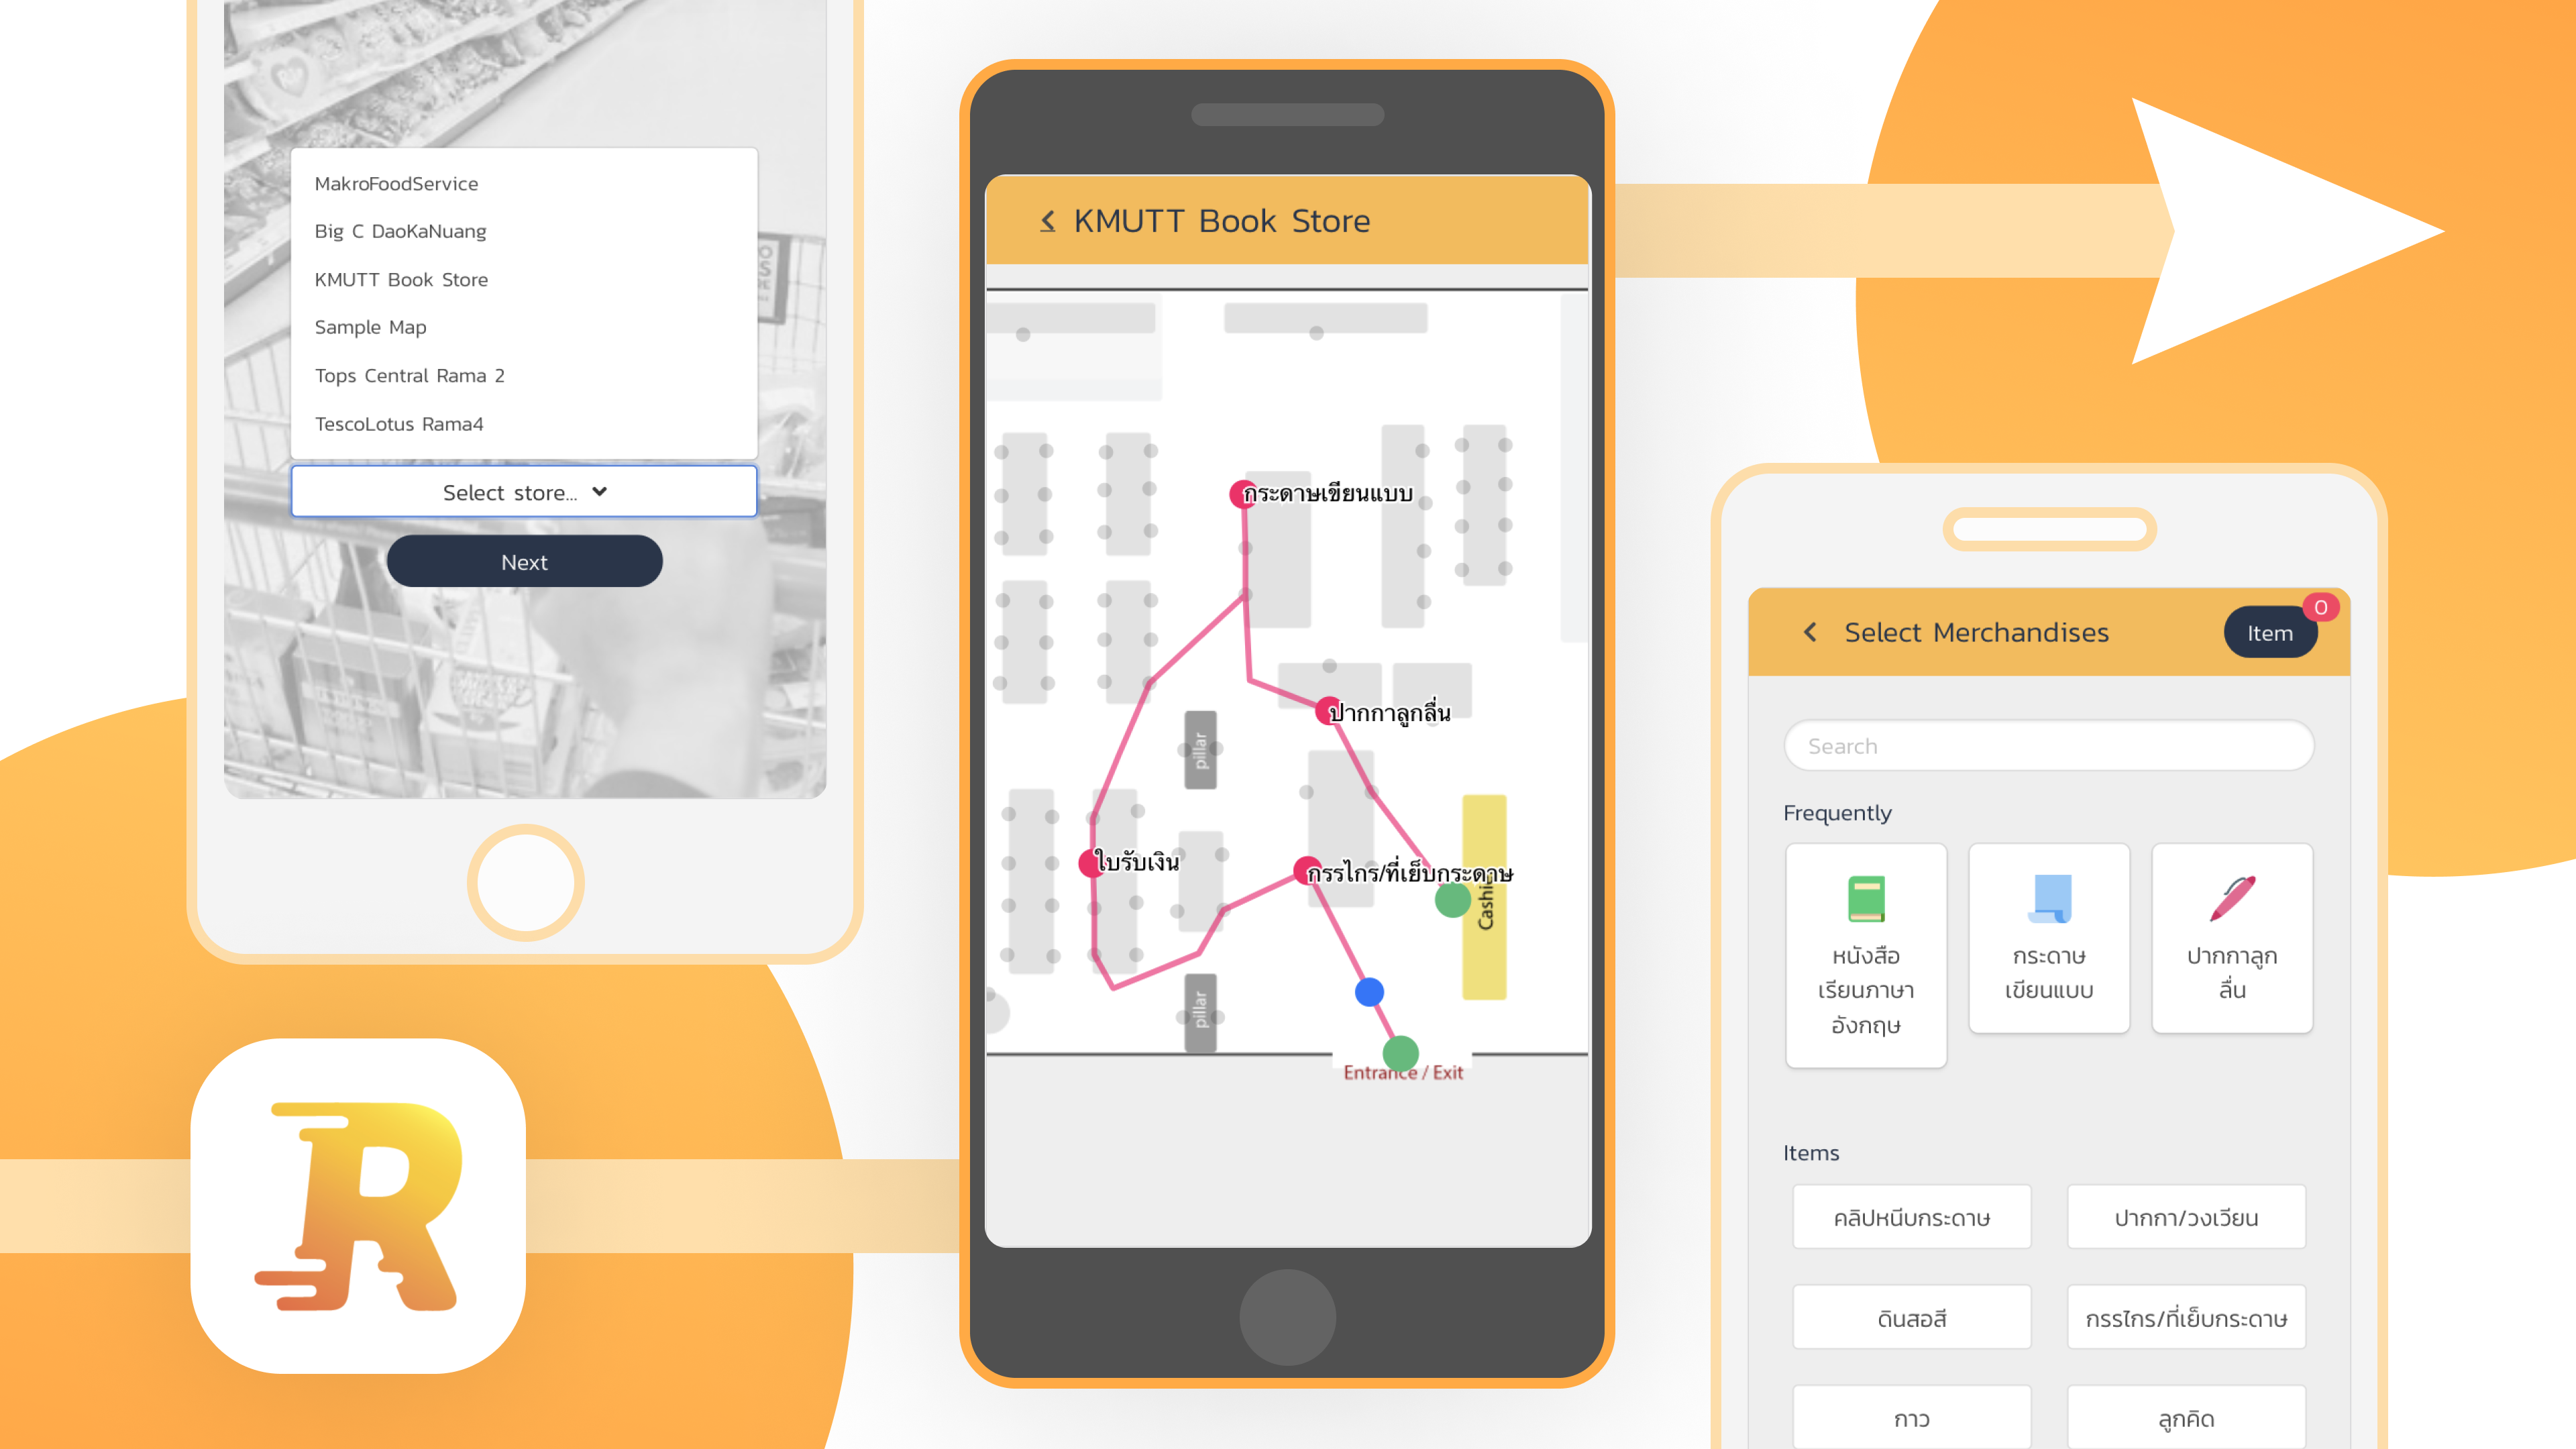 MakroFoodService
Big C DaoKaNuang
KMUTT Book Store
Sample Map
Tops Central Rama 2
TescoLotus Rama4
Select store...
Next
R
KMUTT Book Store
กระดาษเขียนแบบ
ปากกาลูกลื่น
pillar
ใบรับเงิน
กรรไกร/ที่เย็บกระดาษ
pillar
Entrance / Exit
Select Merchandises
Item
0
Search
Frequently
หนังสือ
เรียนภาษา
อังกฤษ
กระดาษ
เขียนแบบ
ปากกาลูก
ลื่น
Items
คลิปหนีบกระดาษ
ปากกา/วงเวียน
ดินสอสี
กรรไกร/ที่เย็บกระดาษ
กาว
ลูกคิด